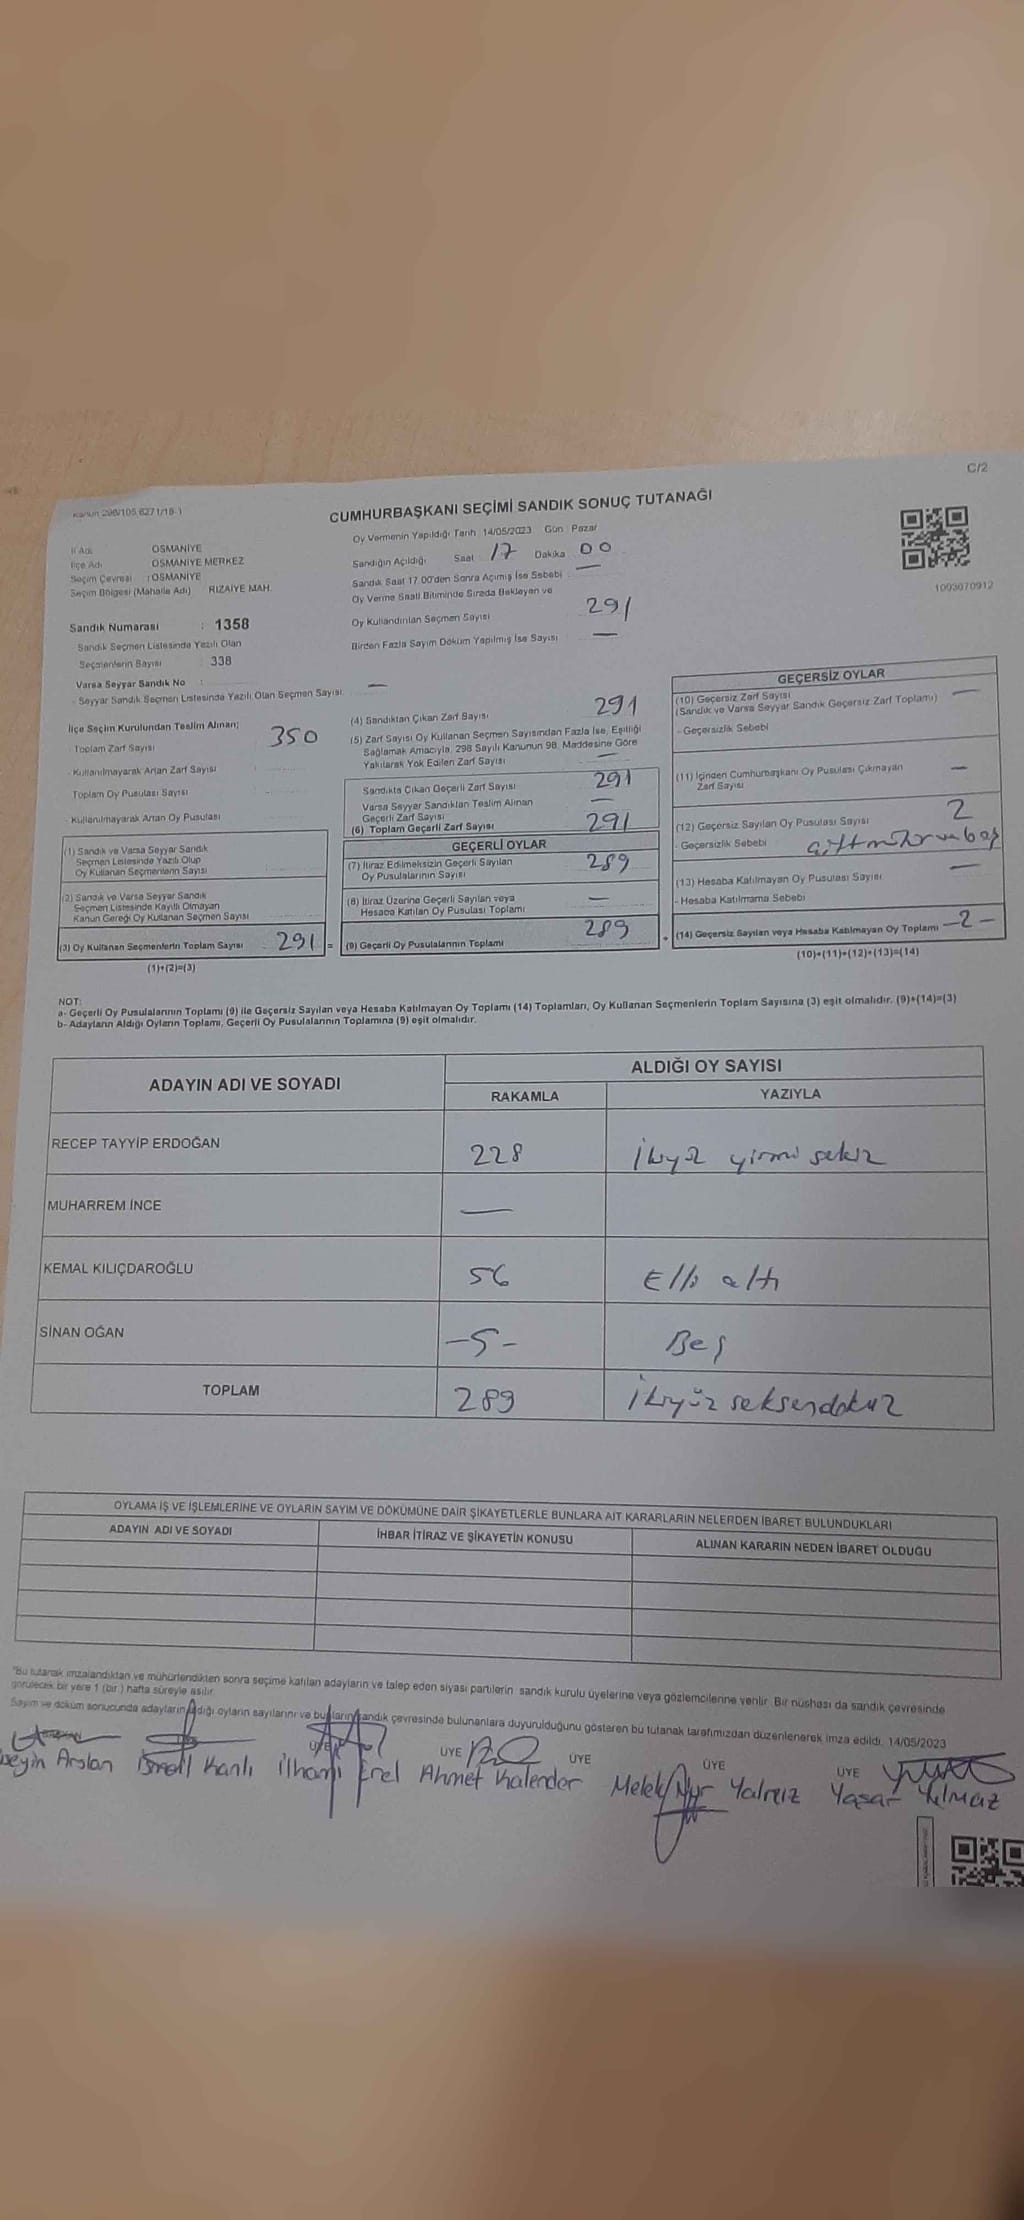 C/2
Kanun 298/105, 6271/18-1
CUMHURBAŞKANI SEÇİMİ SANDIK SONUÇ TUTANAĞI
İl Adı OSMANİYE
İlçe Adı OSMANİYE MERKEZ
Seçim Çevresi : OSMANİYE
Seçim Bölgesi (Mahalle Adı) RIZAİYE MAH.
Oy Vermenin Yapıldığı Tarih 14/05/2023 Gün : Pazar
Sandığın Açıldığı Saat 17 Dakika 00
Sandık Saat 17.00'den Sonra Açılmış İse Sebebi —
Oy Verme Saati Bitiminde Sırada Bekleyen ve
Oy Kullandırılan Seçmen Sayısı 291
Birden Fazla Sayım Döküm Yapılmış İse Sayısı —
1093070912
Sandık Numarası : 1358
Sandık Seçmen Listesinde Yazılı Olan
Seçmenlerin Sayısı : 338
Varsa Seyyar Sandık No :
- Seyyar Sandık Seçmen Listesinde Yazılı Olan Seçmen Sayısı —
İlçe Seçim Kurulundan Teslim Alınan;
Toplam Zarf Sayısı 350
- Kullanılmayarak Artan Zarf Sayısı
Toplam Oy Pusulası Sayısı
- Kullanılmayarak Artan Oy Pusulası
(1) Sandık ve Varsa Seyyar Sandık
Seçmen Listesinde Yazılı Olup
Oy Kullanan Seçmenlerin Sayısı
(2) Sandık ve Varsa Seyyar Sandık
Seçmen Listesinde Kayıtlı Olmayan
Kanun Gereği Oy Kullanan Seçmen Sayısı
(3) Oy Kullanan Seçmenlerin Toplam Sayısı 291 =
(1)+(2)=(3)
(4) Sandıktan Çıkan Zarf Sayısı 291
(5) Zarf Sayısı Oy Kullanan Seçmen Sayısından Fazla İse, Eşitliği
Sağlamak Amacıyla, 298 Sayılı Kanunun 98. Maddesine Göre
Yakılarak Yok Edilen Zarf Sayısı —
Sandıkta Çıkan Geçerli Zarf Sayısı 291
Varsa Seyyar Sandıktan Teslim Alınan
Geçerli Zarf Sayısı —
(6) Toplam Geçerli Zarf Sayısı 291
GEÇERLİ OYLAR
(7) İtiraz Edilmeksizin Geçerli Sayılan
Oy Pusulalarının Sayısı 289
(8) İtiraz Üzerine Geçerli Sayılan veya
Hesaba Katılan Oy Pusulası Toplamı —
(9) Geçerli Oy Pusulalarının Toplamı 289 +
GEÇERSİZ OYLAR
(10) Geçersiz Zarf Sayısı
(Sandık ve Varsa Seyyar Sandık Geçersiz Zarf Toplamı) —
- Geçersizlik Sebebi
(11) İçinden Cumhurbaşkanı Oy Pusulası Çıkmayan
Zarf Sayısı —
(12) Geçersiz Sayılan Oy Pusulası Sayısı 2
- Geçersizlik Sebebi
(13) Hesaba Katılmayan Oy Pusulası Sayısı —
- Hesaba Katılmama Sebebi
(14) Geçersiz Sayılan veya Hesaba Katılmayan Oy Toplamı —2—
(10)+(11)+(12)+(13)=(14)
NOT:
a- Geçerli Oy Pusulalarının Toplamı (9) ile Geçersiz Sayılan veya Hesaba Katılmayan Oy Toplamı (14) Toplamları, Oy Kullanan Seçmenlerin Toplam Sayısına (3) eşit olmalıdır. (9)+(14)=(3)
b- Adayların Aldığı Oyların Toplamı, Geçerli Oy Pusulalarının Toplamına (9) eşit olmalıdır.
ADAYIN ADI VE SOYADI ALDIĞI OY SAYISI
RAKAMLA YAZIYLA
RECEP TAYYİP ERDOĞAN 228 İkiyüz yirmi sekiz
MUHARREM İNCE —
KEMAL KILIÇDAROĞLU 56 Elli altı
SİNAN OĞAN —5— Beş
TOPLAM 289 İkiyüz seksendokuz
OYLAMA İŞ VE İŞLEMLERİNE VE OYLARIN SAYIM VE DÖKÜMÜNE DAİR ŞİKAYETLERLE BUNLARA AİT KARARLARIN NELERDEN İBARET BULUNDUKLARI
ADAYIN ADI VE SOYADI İHBAR İTİRAZ VE ŞİKAYETİN KONUSU ALINAN KARARIN NEDEN İBARET OLDUĞU
*Bu tutanak imzalandıktan ve mühürlendikten sonra seçime katılan adayların ve talep eden siyasi partilerin sandık kurulu üyelerine veya gözlemcilerine verilir. Bir nüshası da sandık çevresinde
görülecek bir yere 1 (bir ) hafta süreyle asılır.
Sayım ve döküm sonucunda adayların aldığı oyların sayılarını ve bunların sandık çevresinde bulunanlara duyurulduğunu gösteren bu tutanak tarafımızdan düzenlenerek imza edildi. 14/05/2023
ÜYE ÜYE ÜYE ÜYE ÜYE
Arslan İsmail Kanlı İlhami Erel Ahmet Kalender Melek Nur Yalnız Yaşar Yılmaz